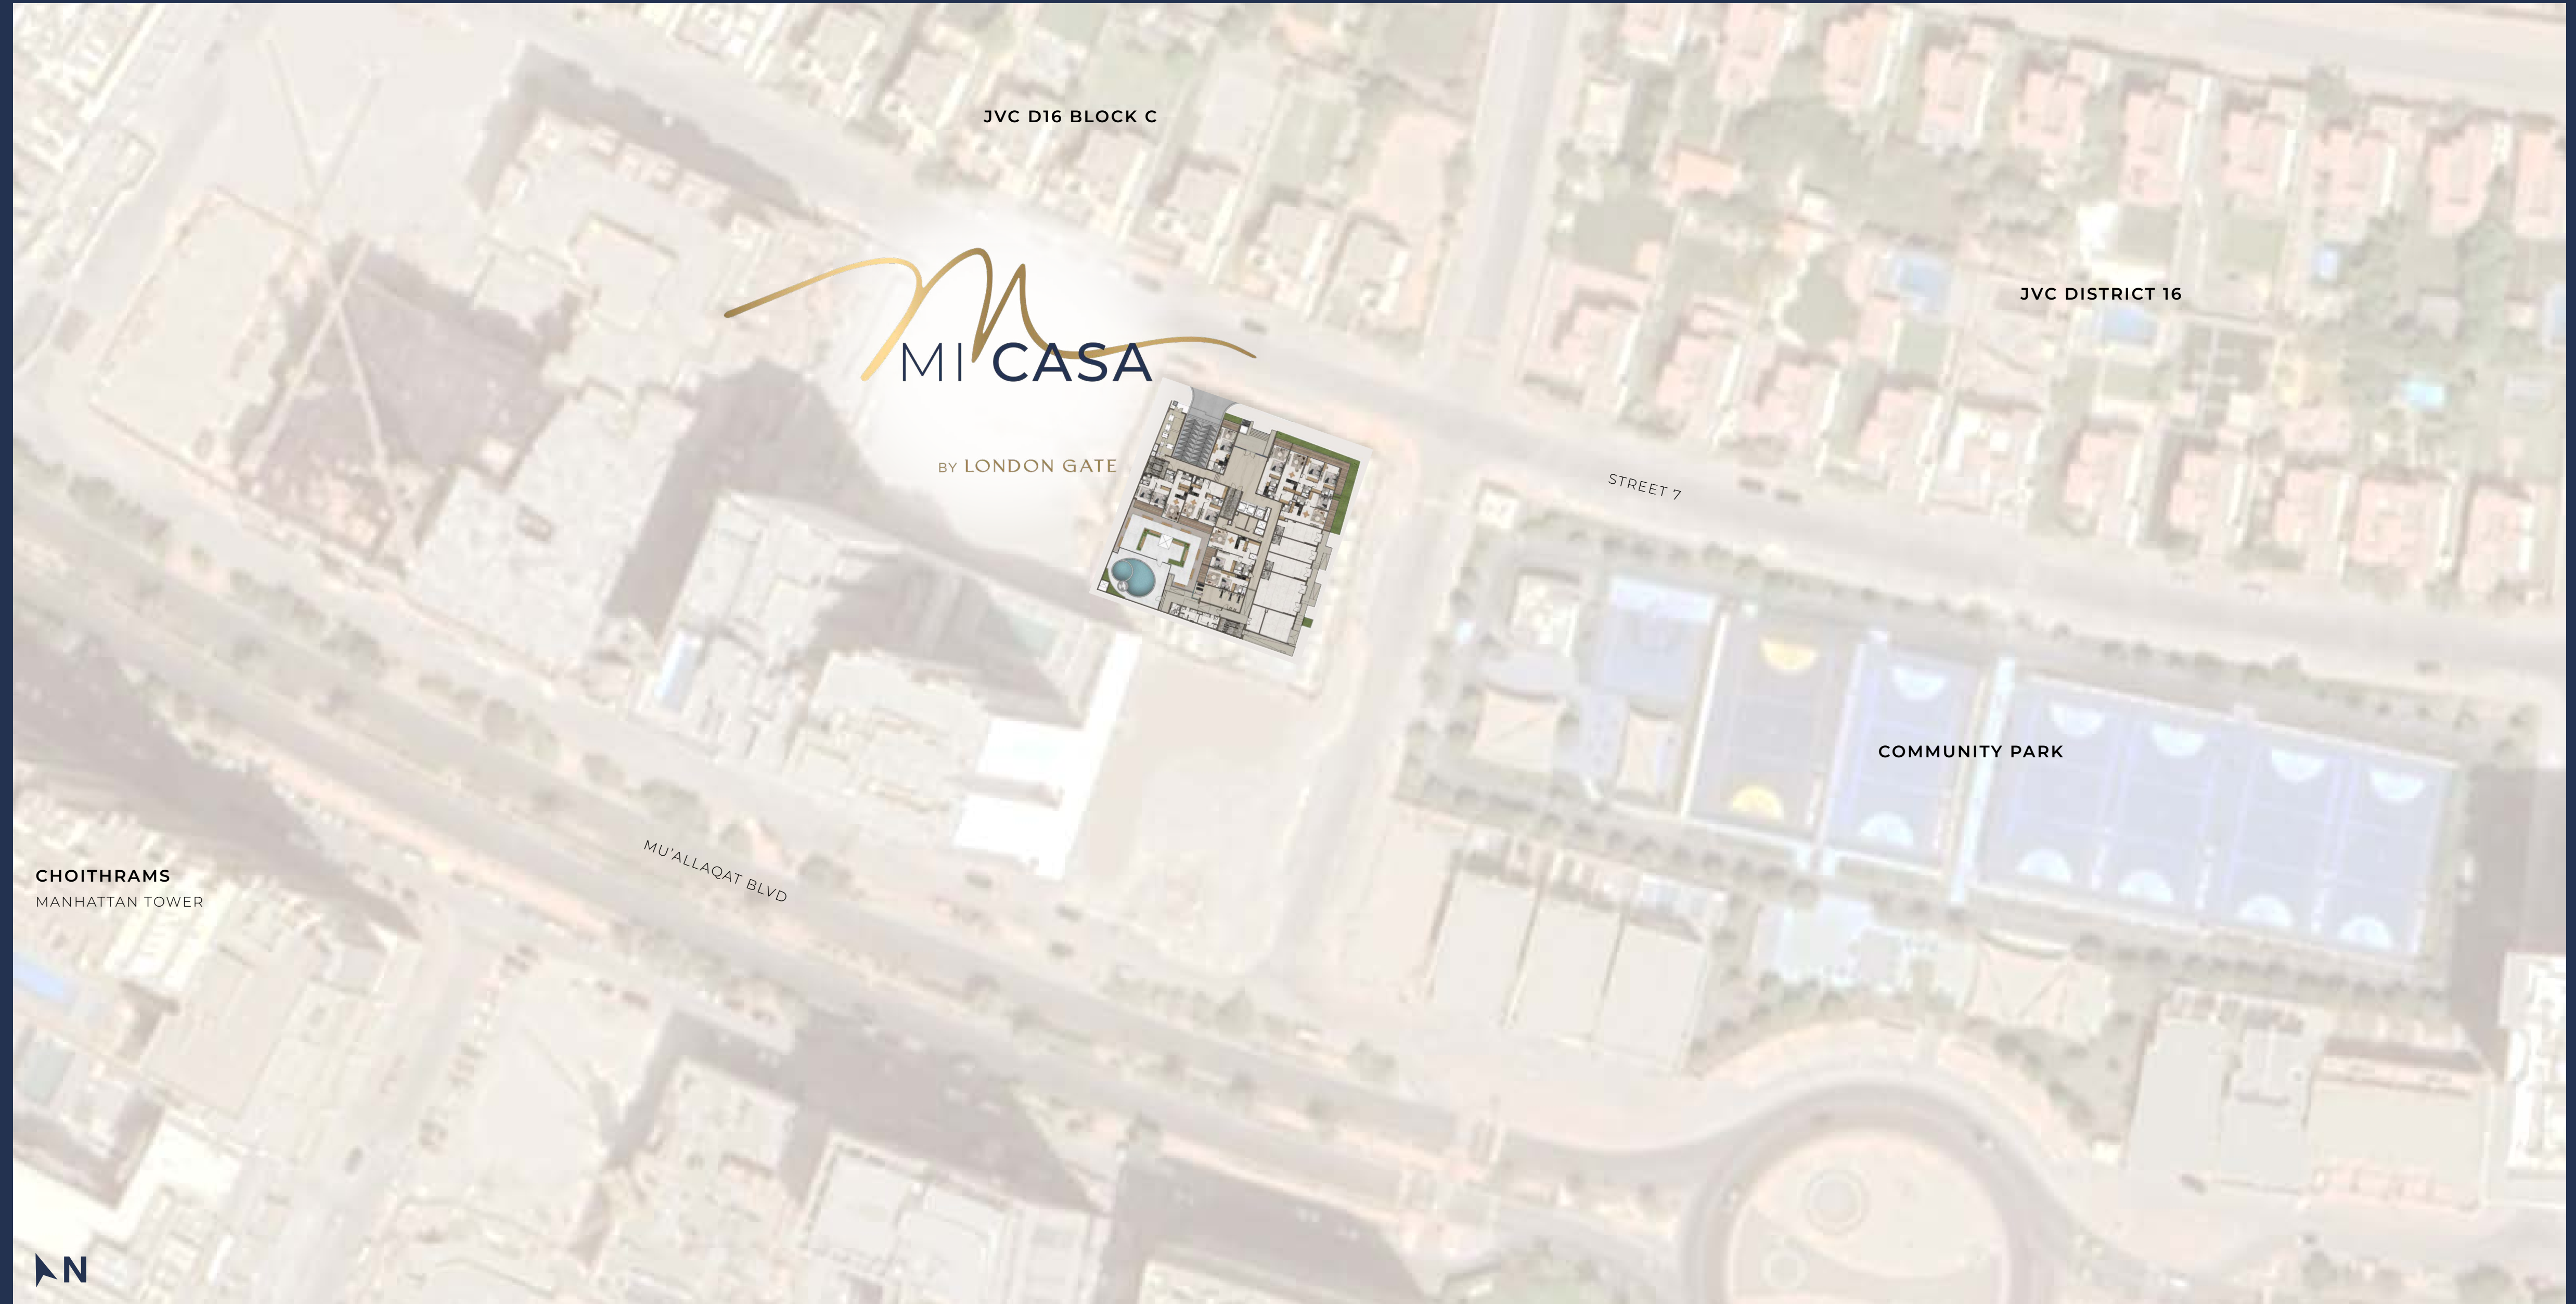 JVC D16 BLOCK C
JVC DISTRICT 16
MI CASA
BY LONDON GATE
STREET 7
COMMUNITY PARK
MU'ALLAQAT BLVD
CHOITHRAMS
MANHATTAN TOWER
N